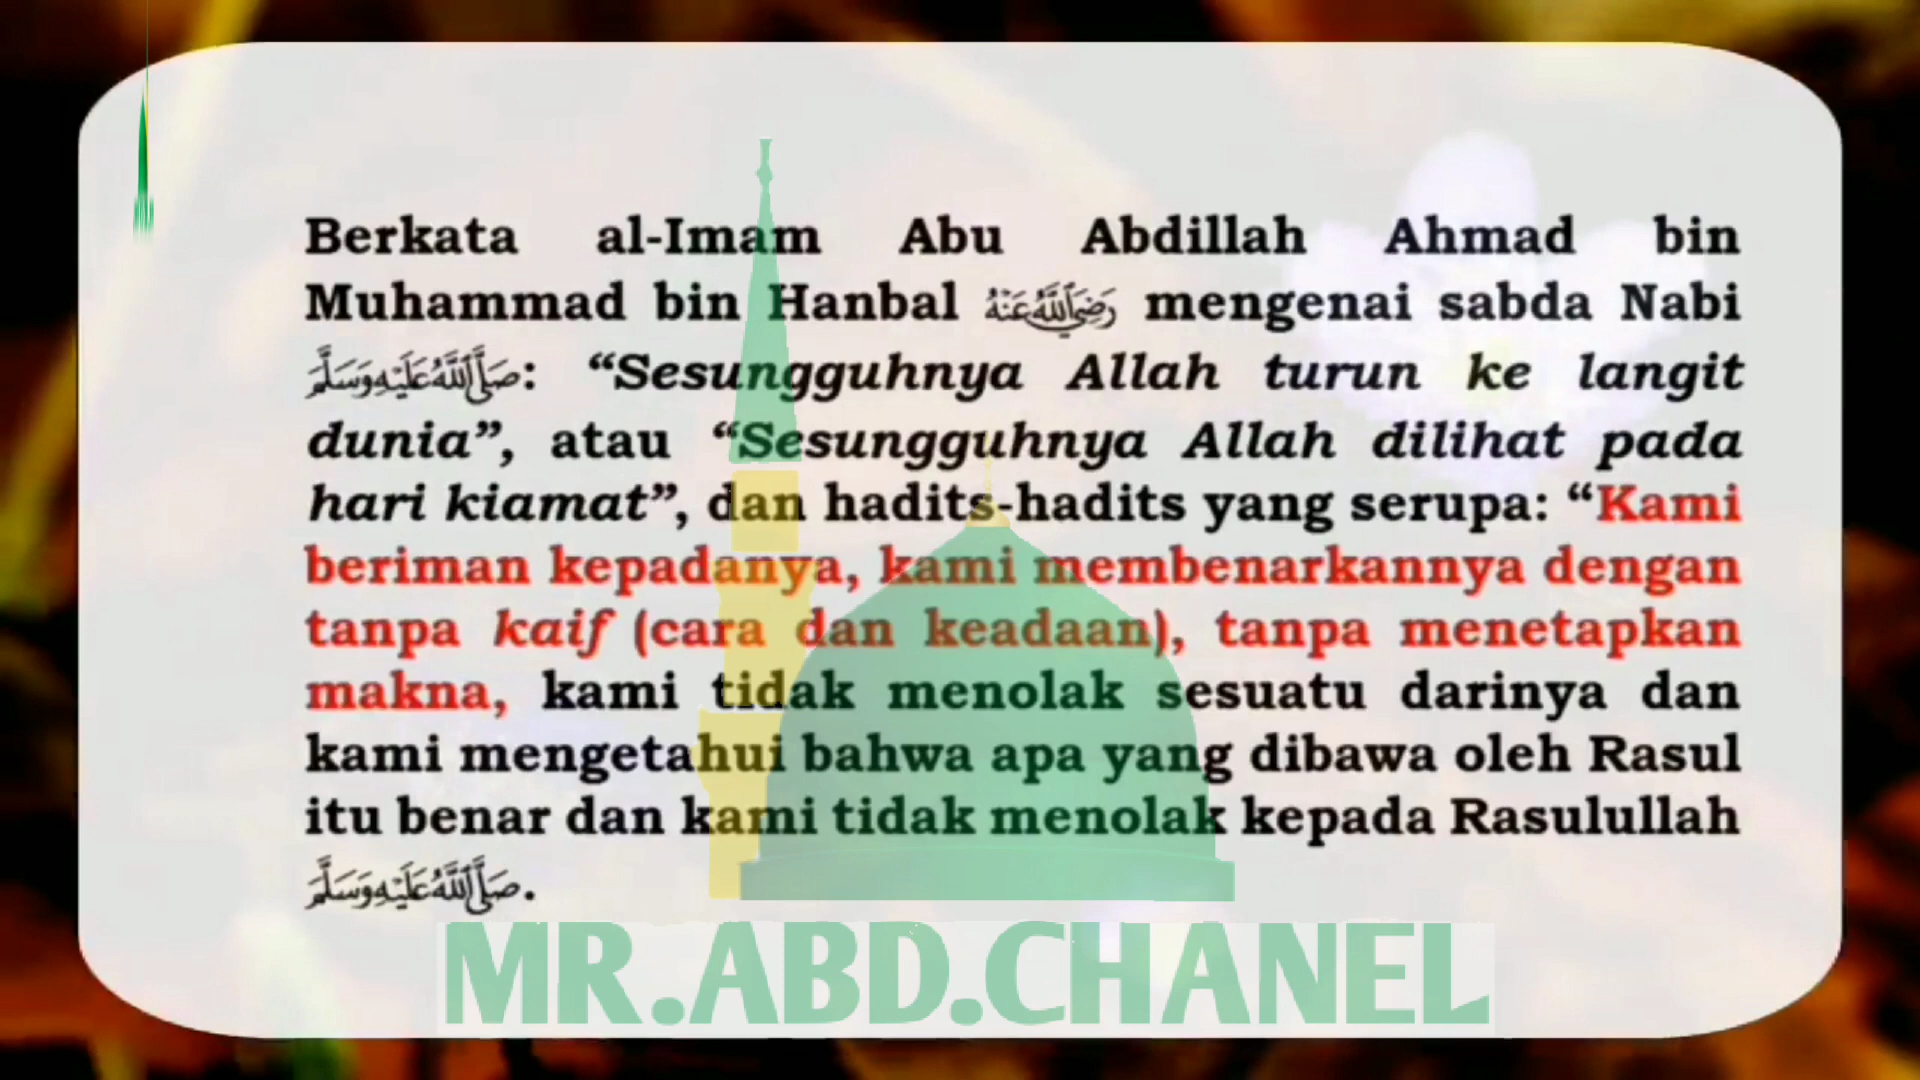 Berkata al-Imam Abu Abdillah Ahmad bin
Muhammad bin Hanbal رَضِيَ اللَّهُ عَنْهُ mengenai sabda Nabi
صَلَّى اللَّهُ عَلَيْهِ وَسَلَّمَ: “Sesungguhnya Allah turun ke langit
dunia”, atau “Sesungguhnya Allah dilihat pada
hari kiamat”, dan hadits-hadits yang serupa: “Kami
beriman kepadanya, kami membenarkannya dengan
tanpa kaif (cara dan keadaan), tanpa menetapkan
makna, kami tidak menolak sesuatu darinya dan
kami mengetahui bahwa apa yang dibawa oleh Rasul
itu benar dan kami tidak menolak kepada Rasulullah
صَلَّى اللَّهُ عَلَيْهِ وَسَلَّمَ.
MR.ABD.CHANEL